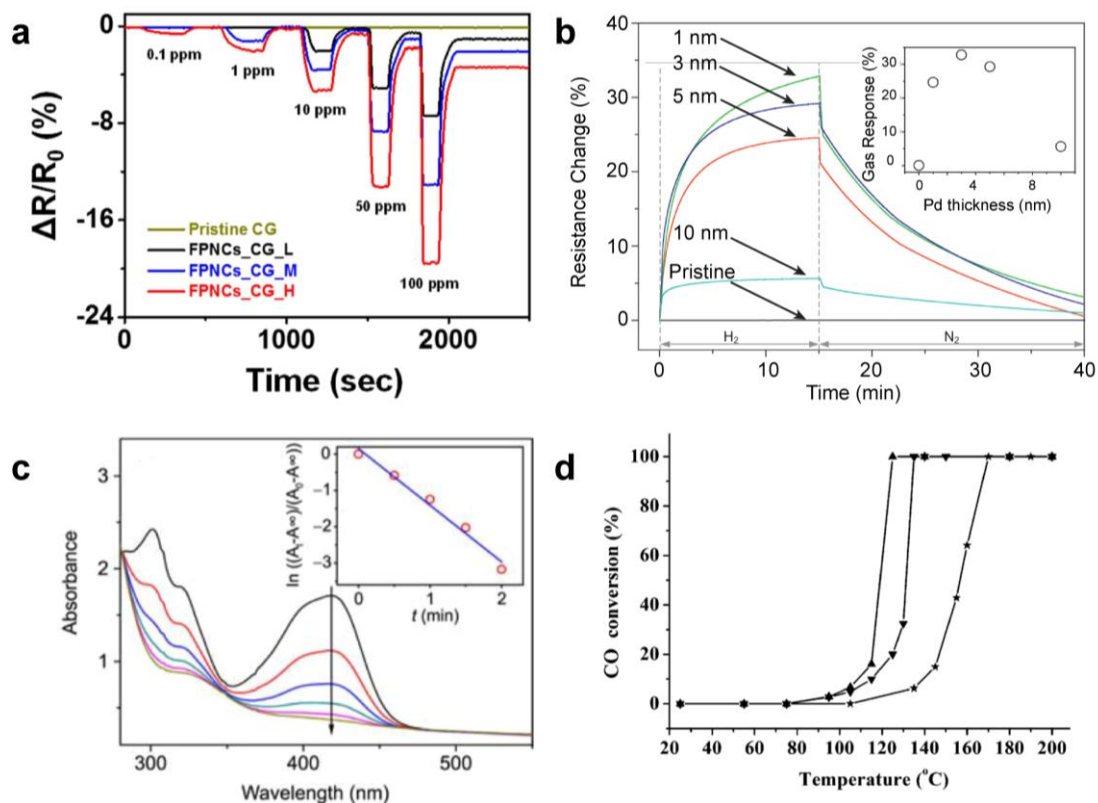 a
ΔR/R0 (%)
0
-8
-16
-24
0.1 ppm
1 ppm
10 ppm
50 ppm
100 ppm
Pristine CG
FPNCs_CG_L
FPNCs_CG_M
FPNCs_CG_H
0 1000 2000
Time (sec)
b
Resistance Change (%)
40
35
30
25
20
15
10
5
0
1 nm
3 nm
5 nm
10 nm
Pristine
Gas Response (%)
30
20
10
0
0 4 8
Pd thickness (nm)
H2
N2
0 10 20 30 40
Time (min)
c
Absorbance
3
2
1
ln ((At-A∞)/(A0-A∞))
0
−1
−2
−3
0 1 2
t (min)
300 400 500
Wavelength (nm)
d
CO conversion (%)
100
80
60
40
20
0
20 40 60 80 100 120 140 160 180 200
Temperature (°C)